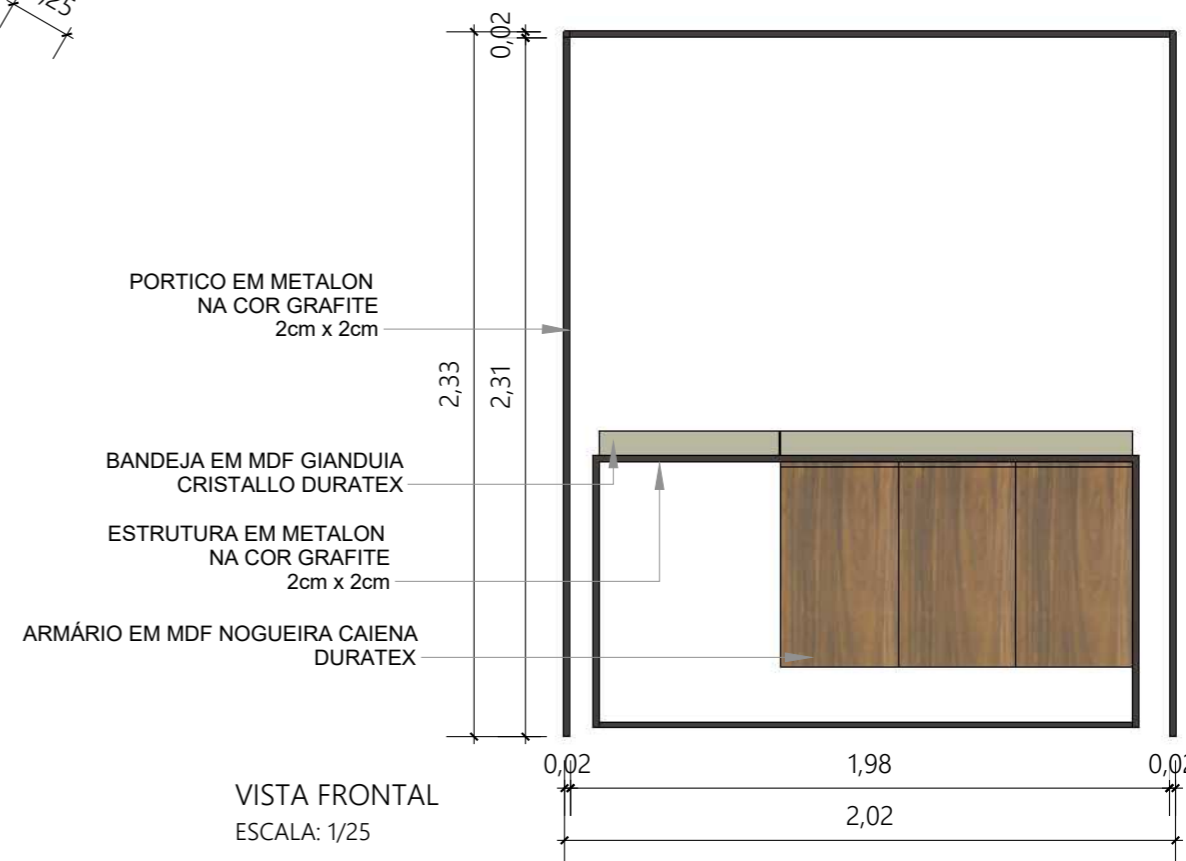 0,02
PORTICO EM METALON
NA COR GRAFITE
2cm x 2cm
2,33
2,31
BANDEJA EM MDF GIANDUIA
CRISTALLO DURATEX
ESTRUTURA EM METALON
NA COR GRAFITE
2cm x 2cm
ARMÁRIO EM MDF NOGUEIRA CAIENA
DURATEX
0,02
1,98
0,02
2,02
VISTA FRONTAL
ESCALA: 1/25